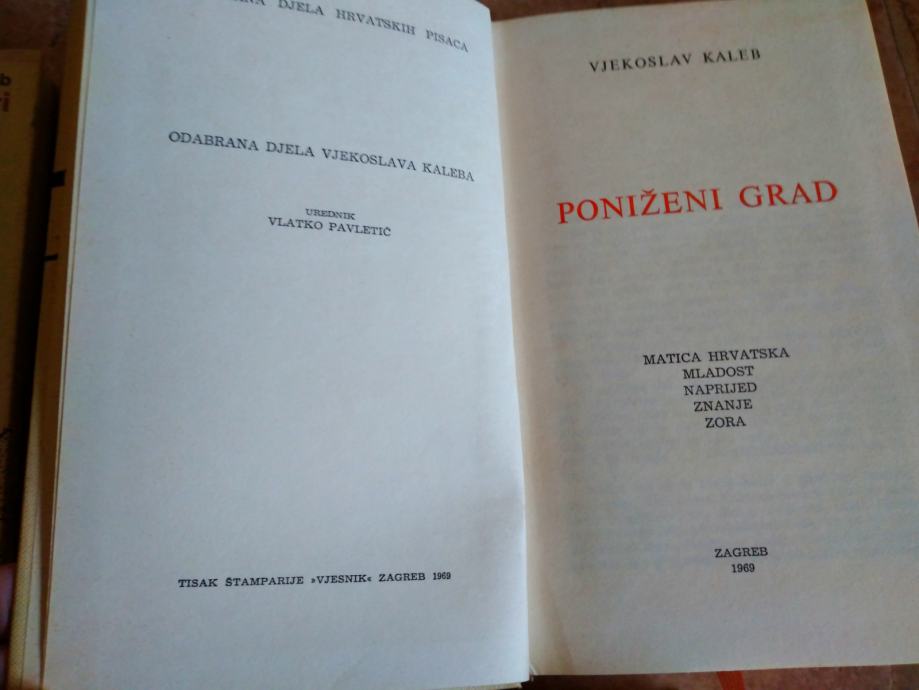 DJELA HRVATSKIH PISACA
ODABRANA DJELA VJEKOSLAVA KALEBA
UREDNIK
VLATKO PAVLETIĆ
TISAK ŠTAMPARIJE »VJESNIK« ZAGREB 1969
VJEKOSLAV KALEB
PONIŽENI GRAD
MATICA HRVATSKA
MLADOST
NAPRIJED
ZNANJE
ZORA
ZAGREB
1969